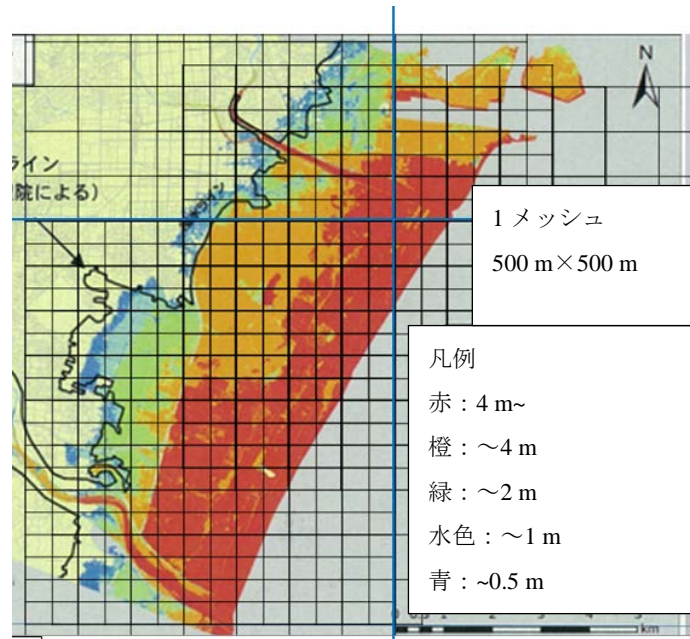 N
ライン
院による)
1 メッシュ
500 m×500 m
凡例
赤：4 m~
橙：～4 m
緑：～2 m
水色：～1 m
青：~0.5 m
km